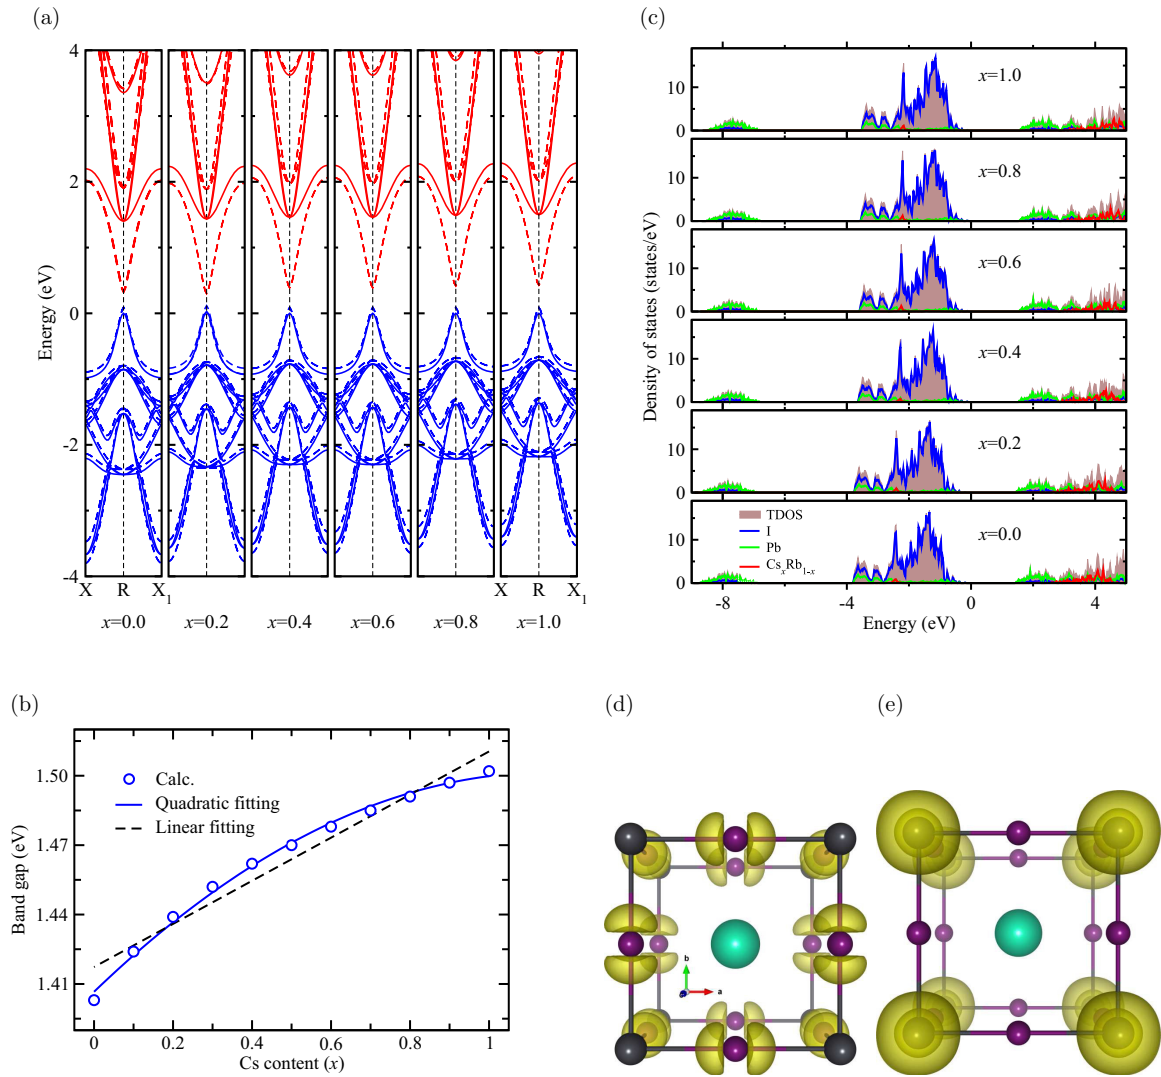 (a)
4
2
0
-2
-4
Energy (eV)
X R X1
X R X1
x=0.0 x=0.2 x=0.4 x=0.6 x=0.8 x=1.0
(c)
x=1.0
10
0
x=0.8
10
0
x=0.6
10
0
x=0.4
10
0
x=0.2
10
0
x=0.0
10
0
TDOS
I
Pb
CsxRb1-x
Density of states (states/eV)
-8 -4 0 4
Energy (eV)
(b)
1.50
1.47
1.44
1.41
Band gap (eV)
Calc.
Quadratic fitting
Linear fitting
0 0.2 0.4 0.6 0.8 1
Cs content (x)
(d)
b
a
(e)